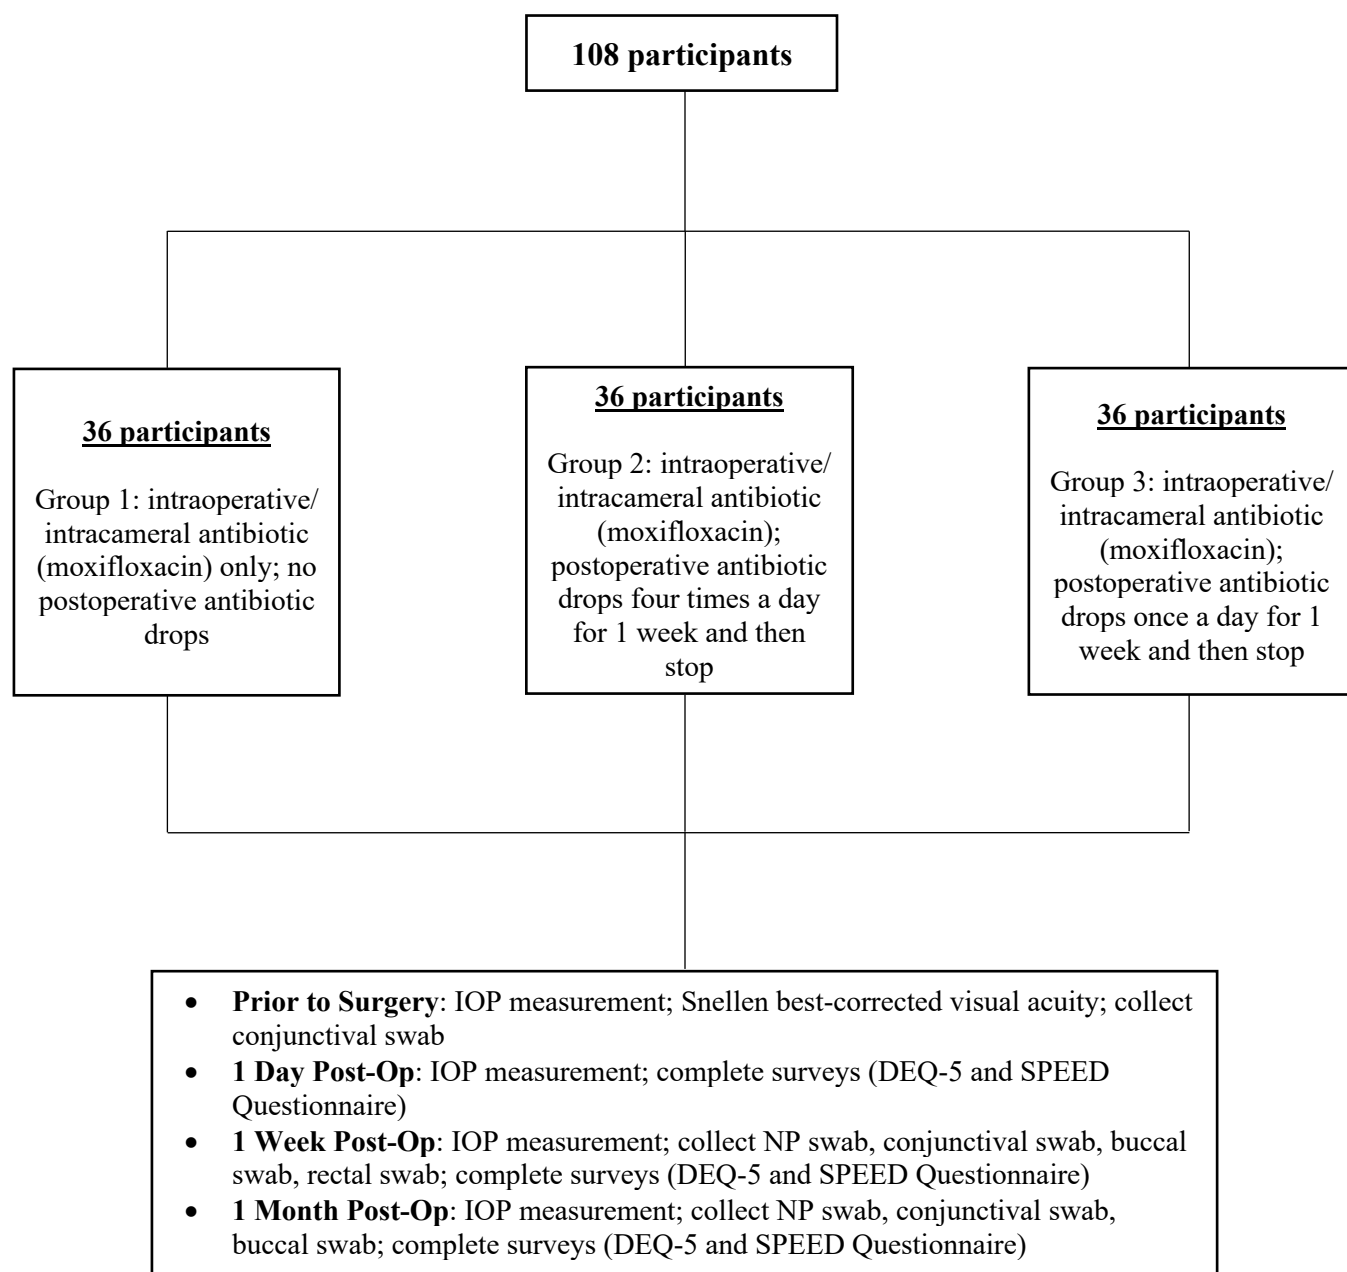 108 participants
36 participants
Group 1: intraoperative/
intracameral antibiotic
(moxifloxacin) only; no
postoperative antibiotic
drops
36 participants
Group 2: intraoperative/
intracameral antibiotic
(moxifloxacin);
postoperative antibiotic
drops four times a day
for 1 week and then
stop
36 participants
Group 3: intraoperative/
intracameral antibiotic
(moxifloxacin);
postoperative antibiotic
drops once a day for 1
week and then stop
• Prior to Surgery: IOP measurement; Snellen best-corrected visual acuity; collect
conjunctival swab
• 1 Day Post-Op: IOP measurement; complete surveys (DEQ-5 and SPEED
Questionnaire)
• 1 Week Post-Op: IOP measurement; collect NP swab, conjunctival swab, buccal
swab, rectal swab; complete surveys (DEQ-5 and SPEED Questionnaire)
• 1 Month Post-Op: IOP measurement; collect NP swab, conjunctival swab,
buccal swab; complete surveys (DEQ-5 and SPEED Questionnaire)